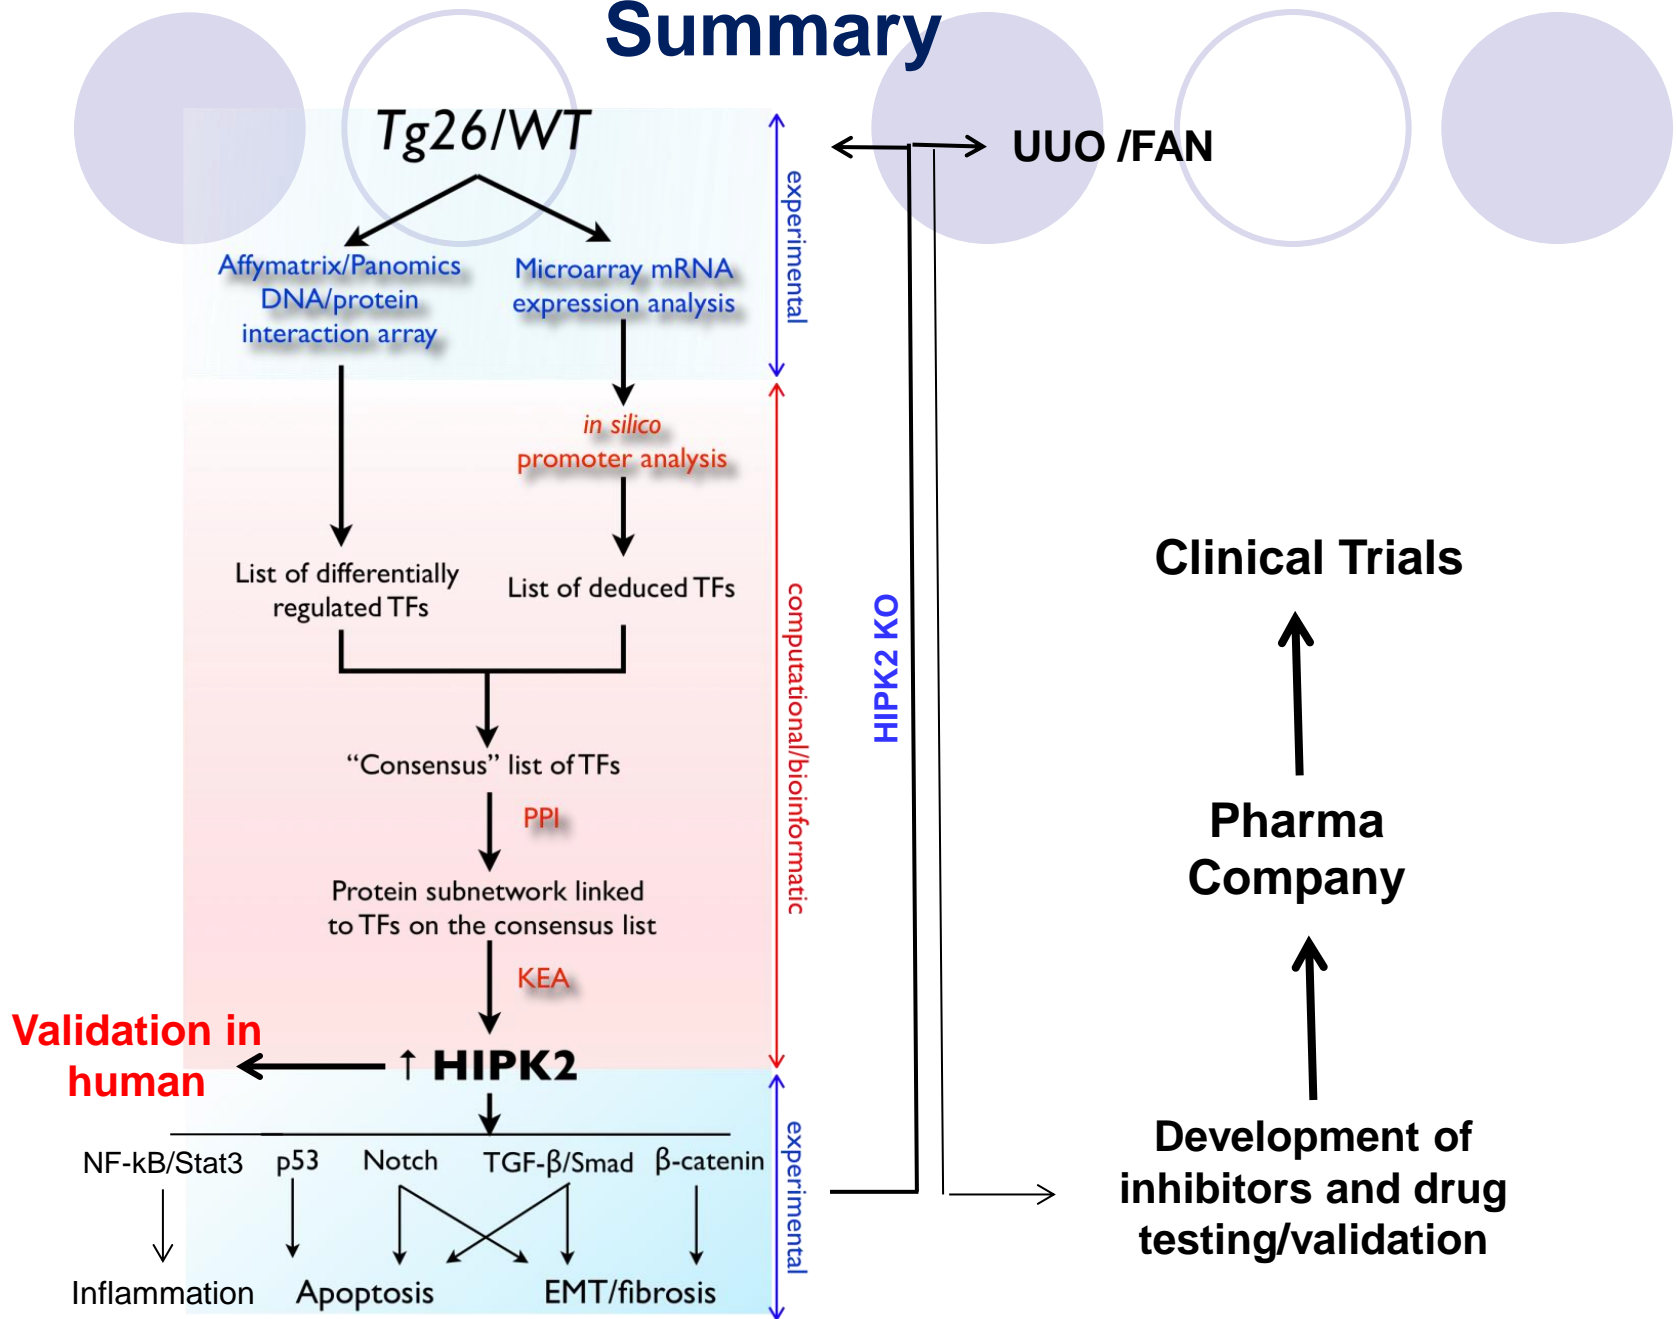 Summary
Tg26/WT
UUO /FAN
experimental
Affymatrix/Panomics
DNA/protein
interaction array
Microarray mRNA
expression analysis
in silico
promoter analysis
List of differentially
regulated TFs
List of deduced TFs
computational/bioinformatic
HIPK2 KO
Clinical Trials
“Consensus” list of TFs
PPI
Pharma
Company
Protein subnetwork linked
to TFs on the consensus list
KEA
Validation in
human
↑ HIPK2
NF-kB/Stat3
p53
Notch
TGF-β/Smad
β-catenin
experimental
Development of
inhibitors and drug
testing/validation
Inflammation
Apoptosis
EMT/fibrosis